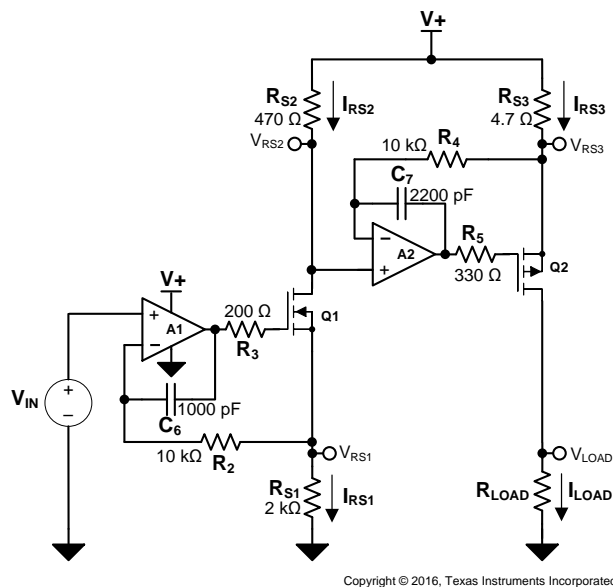 V+
RS2
470 Ω
IRS2
VRS2
RS3
4.7 Ω
IRS3
VRS3
10 kΩ
R4
C7
2200 pF
−
+
A2
R5
330 Ω
Q2
V+
+
−
A1
200 Ω
R3
Q1
VIN
+
−
1000 pF
C6
10 kΩ
R2
VRS1
RS1
2 kΩ
IRS1
VLOAD
RLOAD
ILOAD
Copyright © 2016, Texas Instruments Incorporated